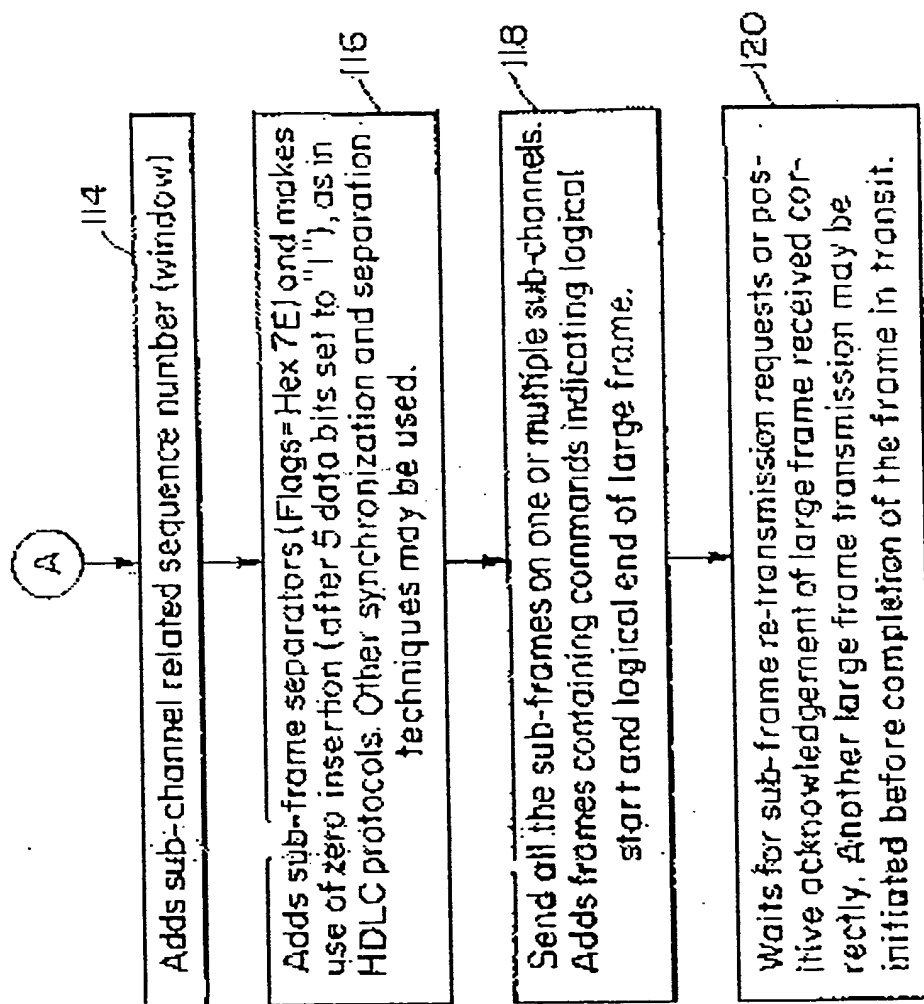 A
114
Adds sub-channel related sequence number (window)
116
Adds sub-frame separators (Flags=Hex 7E) and makes
use of zero insertion (after 5 data bits set to "1"), as in
HDLC protocols. Other synchronization and separation
techniques may be used.
118
Send all the sub-frames on one or multiple sub-channels.
Adds frames containing commands indicating logical
start and logical end of large frame.
120
Waits for sub-frame re-transmission requests or pos-
itive acknowledgement of large frame received cor-
rectly. Another large frame transmission may be
initiated before completion of the frame in transit.